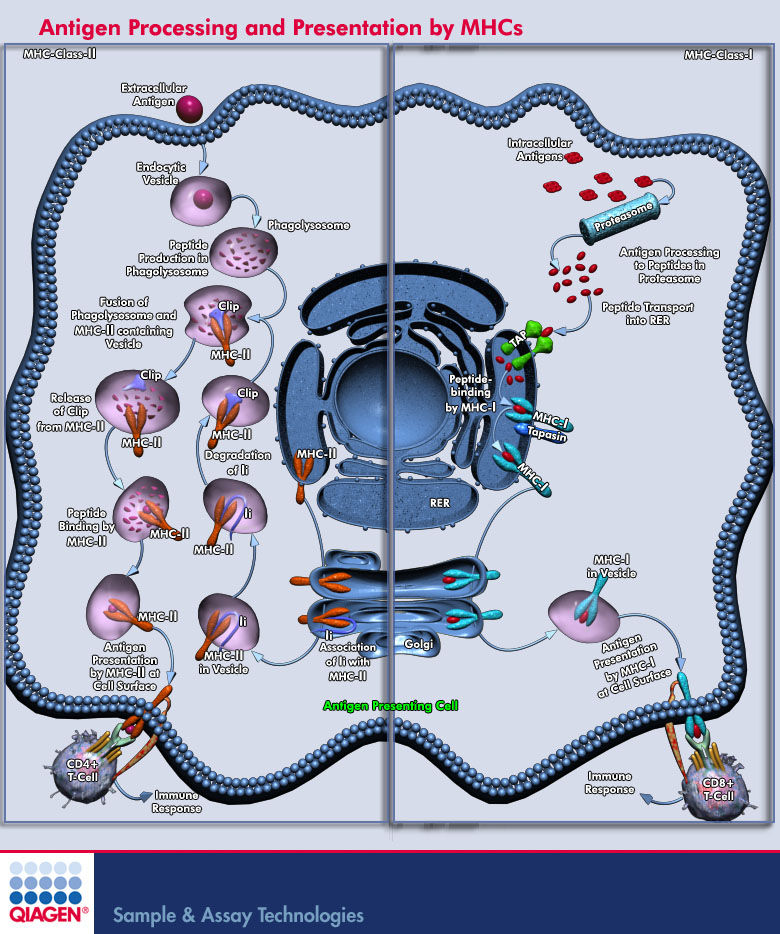 Antigen Processing and Presentation by MHCs
MHC-Class-II
MHC-Class-I
Extracellular
Antigen
Endocytic
Vesicle
Phagolysosome
Peptide
Production in
Phagolysosome
Fusion of
Phagolysosome and
MHC-II containing
Vesicle
Clip
MHC-II
Clip
Release
of Clip
from MHC-II
MHC-II
Clip
MHC-II
Degradation
of Ii
Peptide
Binding by
MHC-II
MHC-II
Ii
MHC-II
MHC-II
Antigen
Presentation
by MHC-II at
Cell Surface
Ii
MHC-II
in Vesicle
MHC-II
Ii
Association
of Ii with
MHC-II
CD4+
T-Cell
Immune
Response
Intracellular
Antigens
Proteasome
Antigen Processing
to Peptides in
Proteasome
Peptide Transport
into RER
TAP
Peptide-
binding
by MHC-I
MHC-I
Tapasin
MHC-I
RER
Golgi
MHC-I
in Vesicle
Antigen
Presentation
by MHC-I
at Cell Surface
Antigen Presenting Cell
Immune
Response
CD8+
T-Cell
QIAGEN®
Sample & Assay Technologies